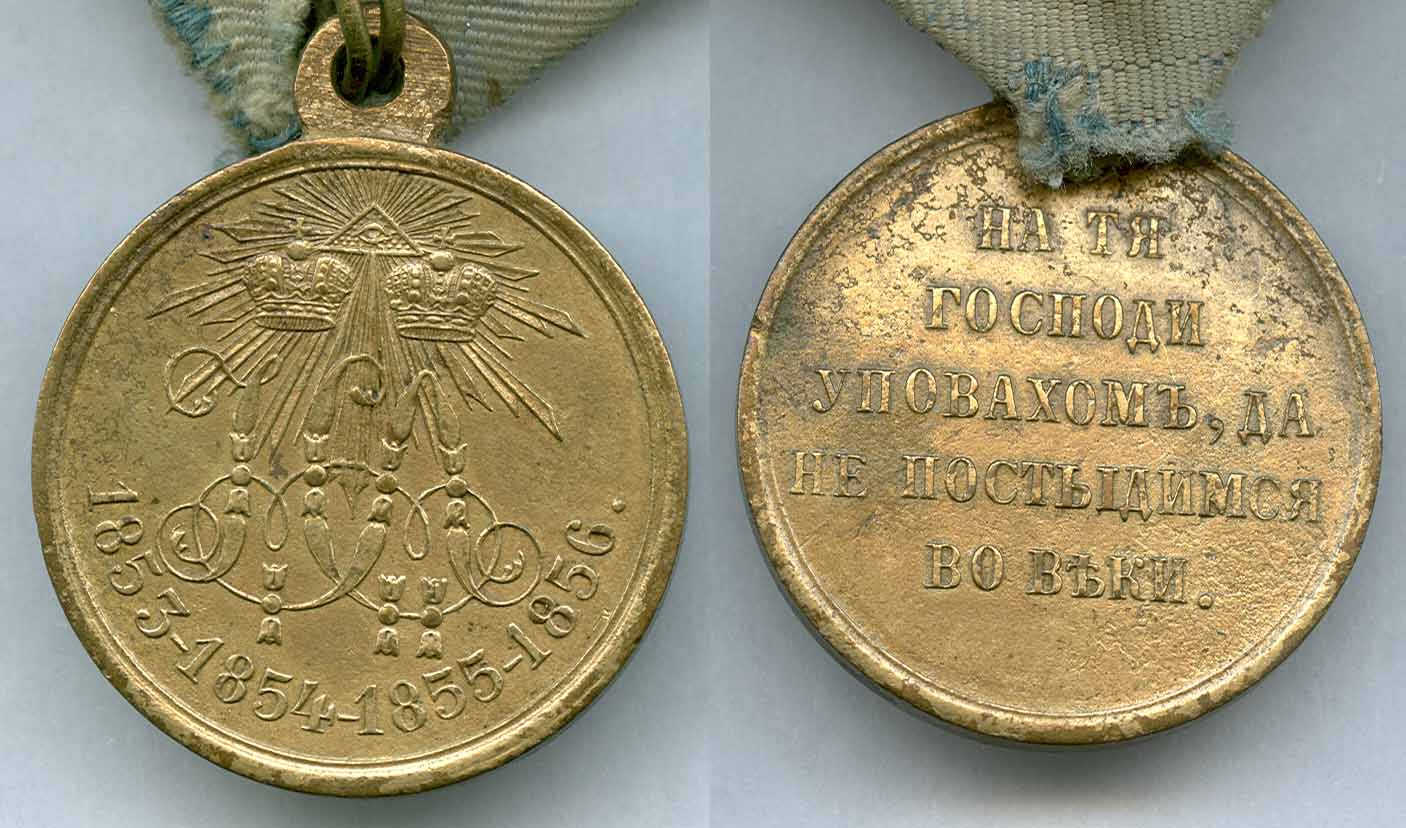 1853-1854-1855-1856.
НА ТЯ
ГОСПОДИ
УПОВАХОМЪ, ДА
НЕ ПОСТЫДИМСЯ
ВО ВѢКИ.